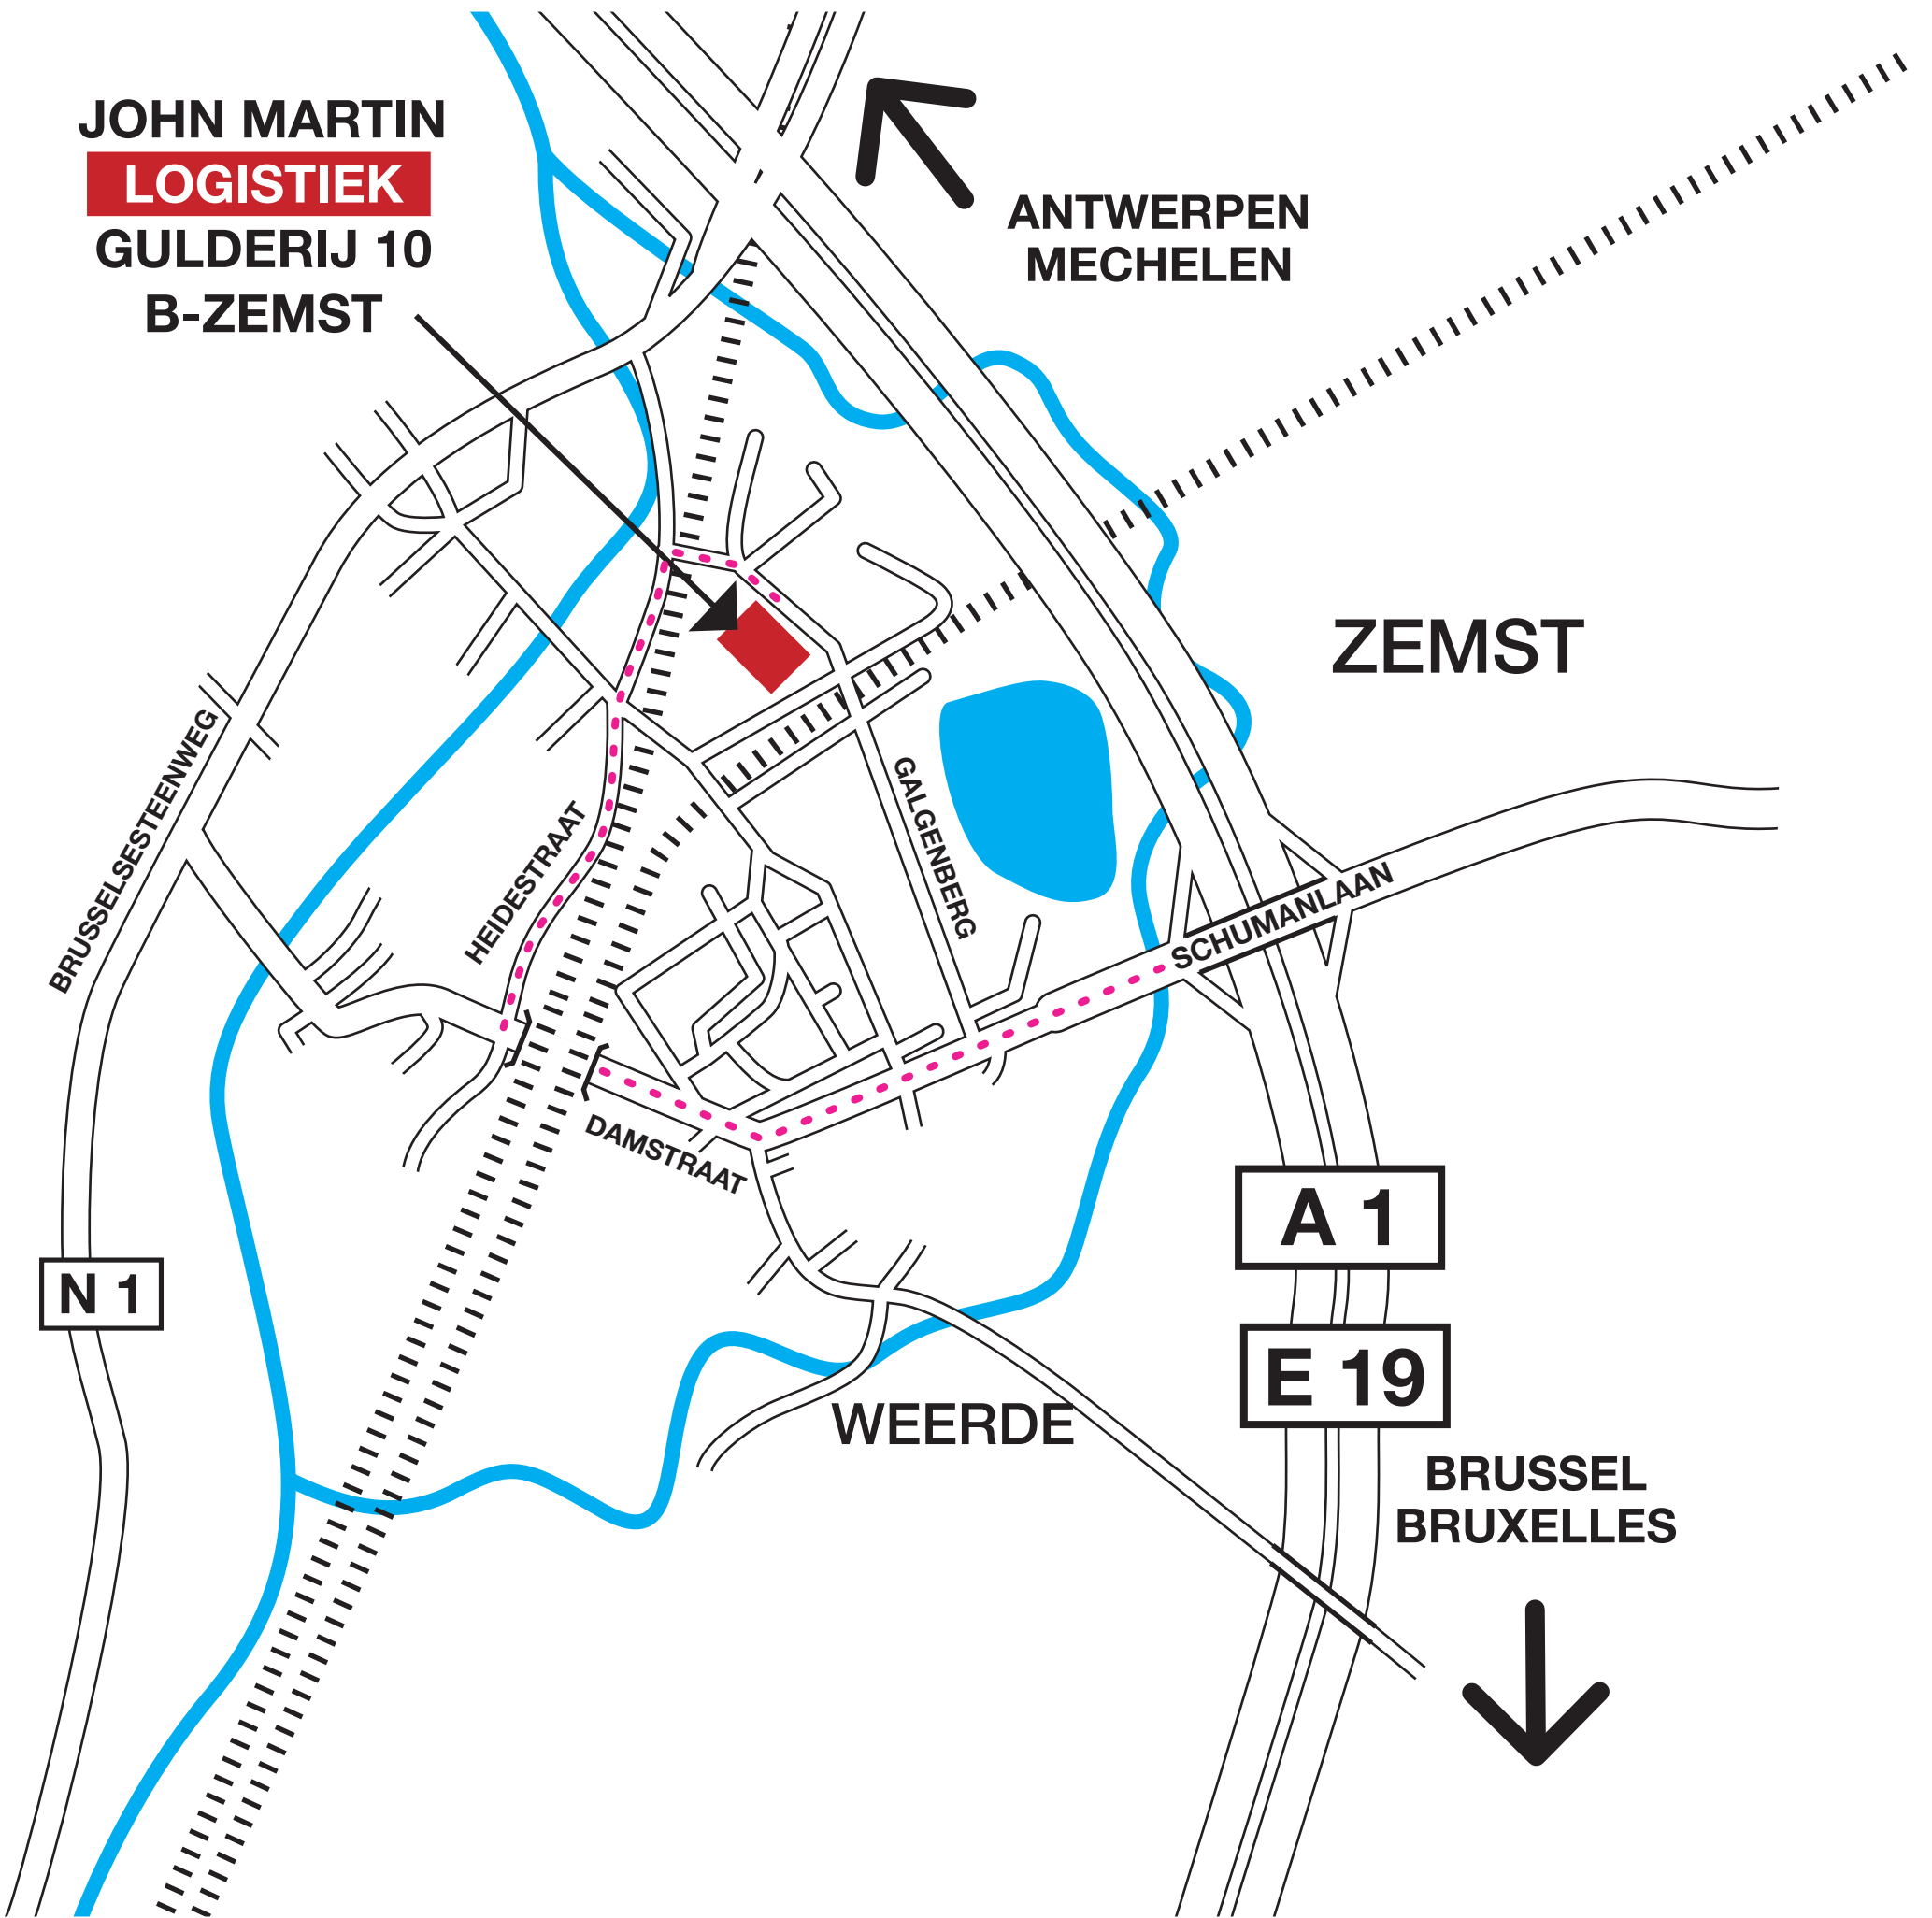 JOHN MARTIN
LOGISTIEK
GULDERIJ 10
B-ZEMST
ANTWERPEN
MECHELEN
ZEMST
BRUSSELSESTEENWEG
HEIDESTRAAT
GALGENBERG
SCHUMANLAAN
DAMSTRAAT
A 1
N 1
E 19
WEERDE
BRUSSEL
BRUXELLES